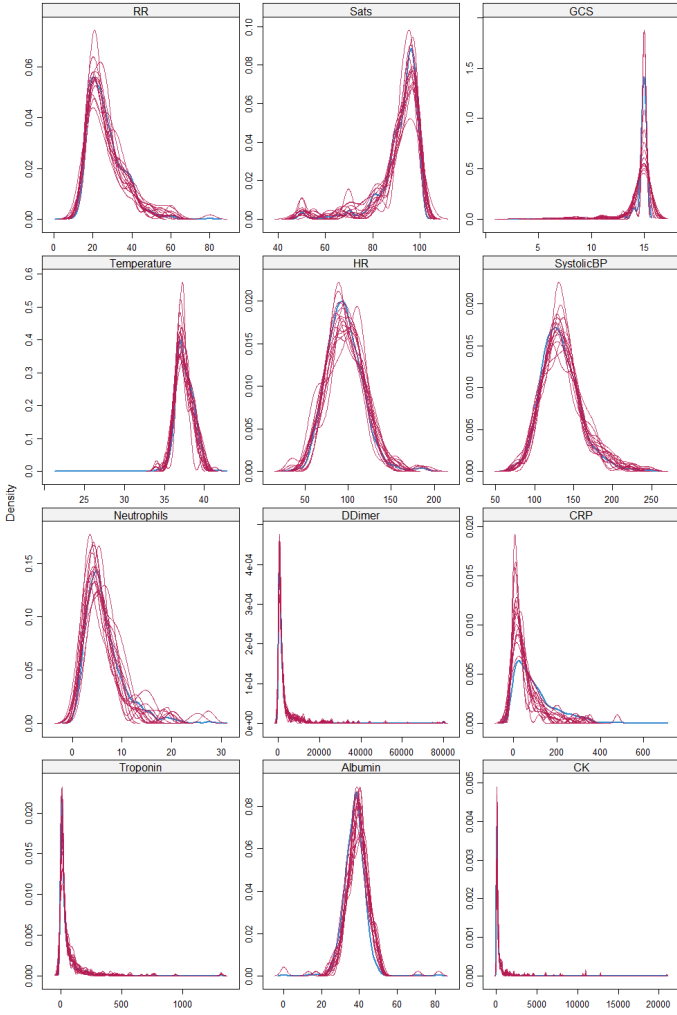 RR Sats GCS
0.00 0.02 0.04 0.06
0 20 40 60 80
0.00 0.02 0.04 0.06 0.08 0.10
40 60 80 100
0.0 0.5 1.0 1.5
5 10 15
Temperature HR SystolicBP
0.0 0.1 0.2 0.3 0.4 0.5 0.6
25 30 35 40
0.000 0.005 0.010 0.015 0.020
50 100 150 200
0.000 0.005 0.010 0.015 0.020
50 100 150 200 250
Density
Neutrophils DDimer CRP
0.00 0.05 0.10 0.15
0 10 20 30
0e+00 1e-04 2e-04 3e-04 4e-04
0 20000 40000 60000 80000
0.000 0.005 0.010 0.015 0.020
0 200 400 600
Troponin Albumin CK
0.000 0.005 0.010 0.015 0.020
0 500 1000
0.00 0.02 0.04 0.06 0.08
0 20 40 60 80
0.000 0.001 0.002 0.003 0.004 0.005
0 5000 10000 15000 20000